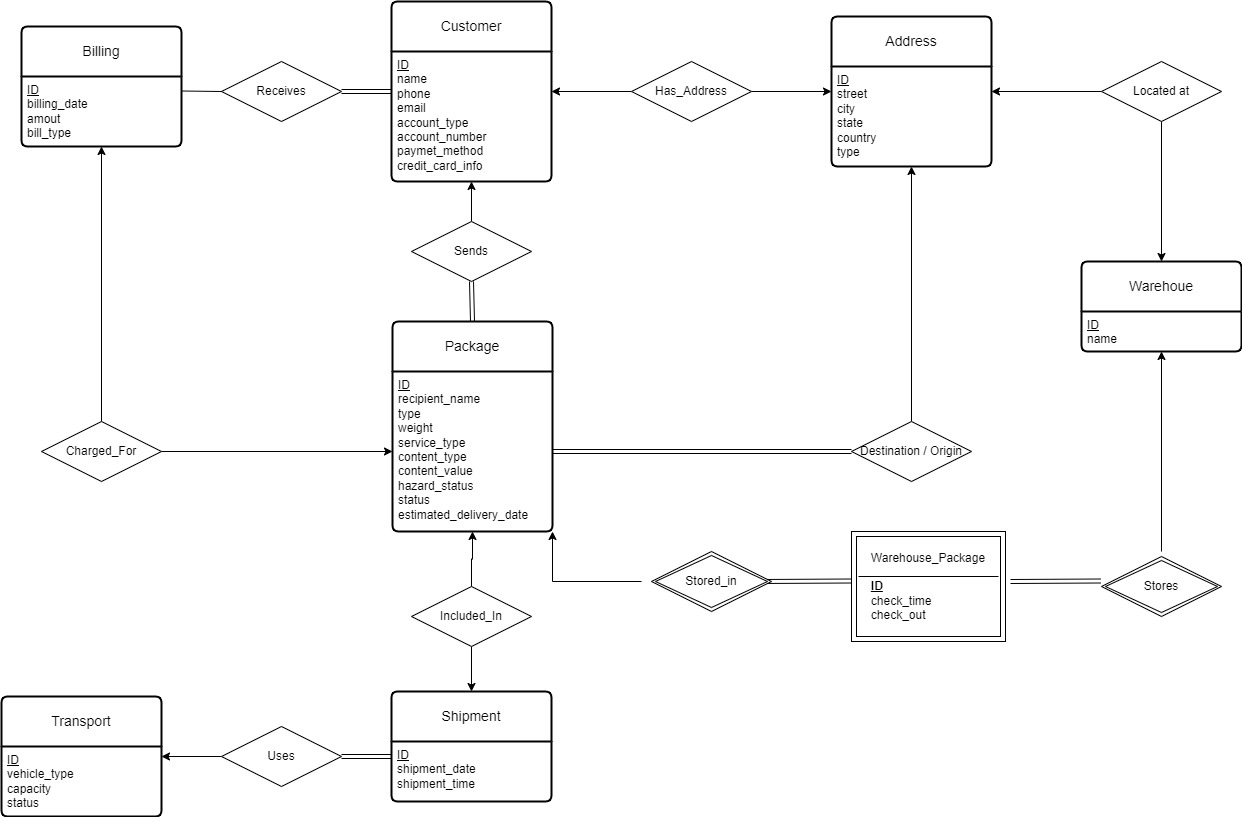 Billing
ID
billing_date
amout
bill_type
Receives
Customer
ID
name
phone
email
account_type
account_number
paymet_method
credit_card_info
Has_Address
Address
ID
street
city
state
country
type
Located at
Sends
Warehoue
ID
name
Package
ID
recipient_name
type
weight
service_type
content_type
content_value
hazard_status
status
estimated_delivery_date
Charged_For
Destination / Origin
Stored_in
Warehouse_Package
ID
check_time
check_out
Stores
Included_In
Transport
ID
vehicle_type
capacity
status
Uses
Shipment
ID
shipment_date
shipment_time